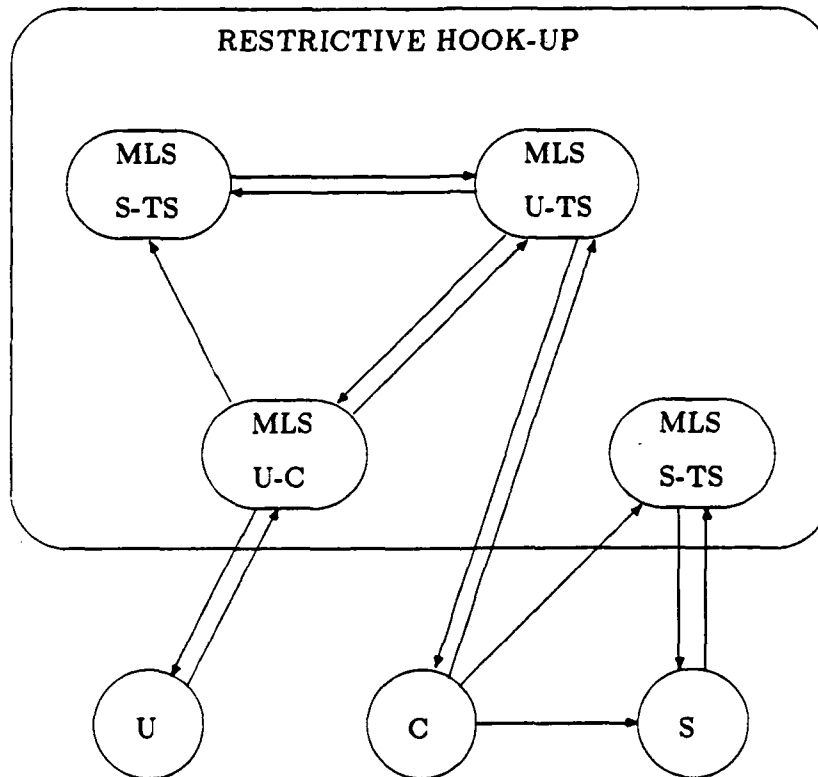 RESTRICTIVE HOOK-UP
MLS
S-TS
MLS
U-TS
MLS
U-C
MLS
S-TS
U
C
S